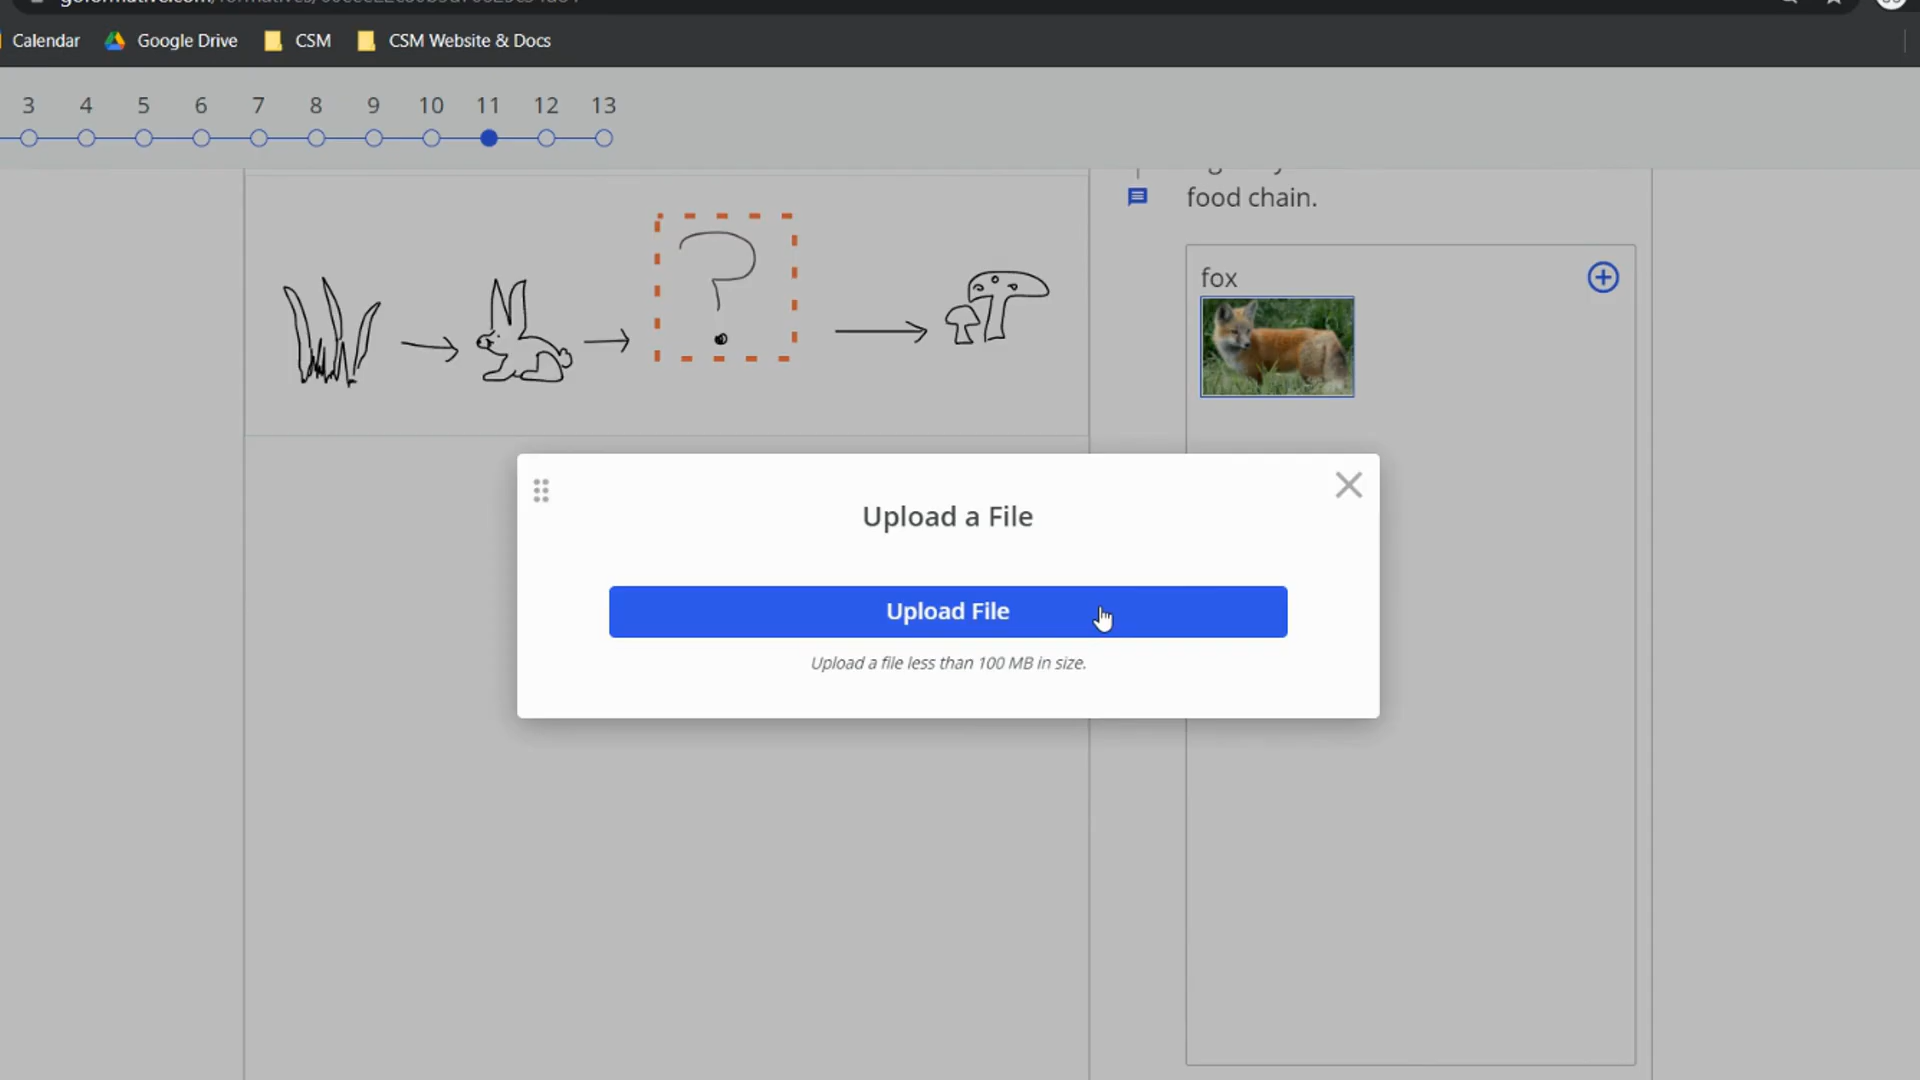 Calendar Google Drive CSM CSM Website & Docs
3 4 5 6 7 8 9 10 11 12 13
food chain.
?
fox
Upload a File
Upload File
Upload a file less than 100 MB in size.